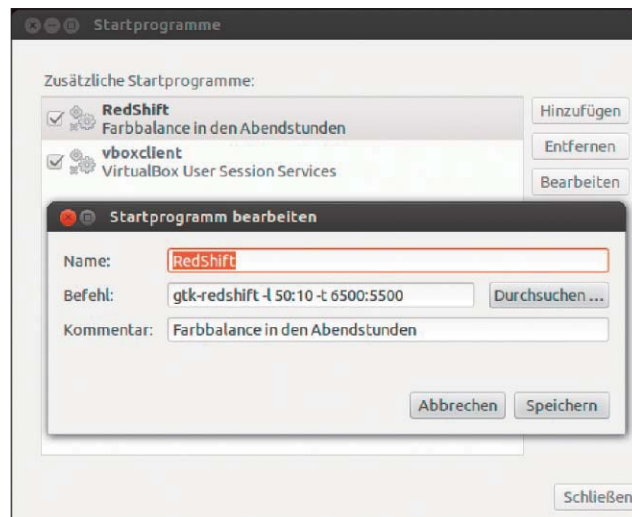 Startprogramme
Zusätzliche Startprogramme:
RedShift
Farbbalance in den Abendstunden
vboxclient
VirtualBox User Session Services
Hinzufügen
Entfernen
Bearbeiten
Startprogramm bearbeiten
Name: RedShift
Befehl: gtk-redshift -l 50:10 -t 6500:5500 Durchsuchen ...
Kommentar: Farbbalance in den Abendstunden
Abbrechen Speichern
Schließen